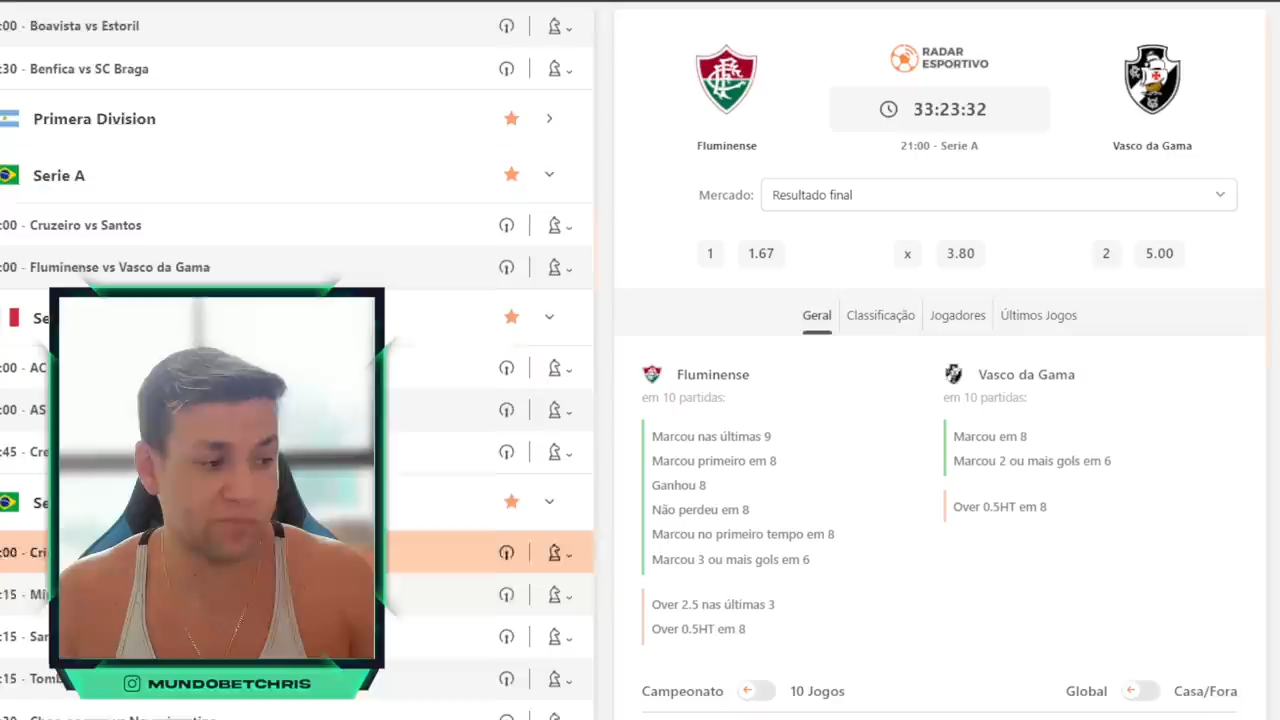 :00 - Boavista vs Estoril
:30 - Benfica vs SC Braga
Primera Division
Serie A
:00 - Cruzeiro vs Santos
:00 - Fluminense vs Vasco da Gama
Se
:00 - AC
:00 - AS
:45 - Cre
Se
:00 - Cri
:15 - Mi
:15 - Sar
:15 - Tom
MUNDOBETCHRIS
RADAR
ESPORTIVO
33:23:32
Fluminense
21:00 - Serie A
Vasco da Gama
Mercado:
Resultado final
1
1.67
x
3.80
2
5.00
Geral
Classificação
Jogadores
Últimos Jogos
Fluminense
em 10 partidas:
Marcou nas últimas 9
Marcou primeiro em 8
Ganhou 8
Não perdeu em 8
Marcou no primeiro tempo em 8
Marcou 3 ou mais gols em 6
Over 2.5 nas últimas 3
Over 0.5HT em 8
Vasco da Gama
em 10 partidas:
Marcou em 8
Marcou 2 ou mais gols em 6
Over 0.5HT em 8
Campeonato
10 Jogos
Global
Casa/Fora